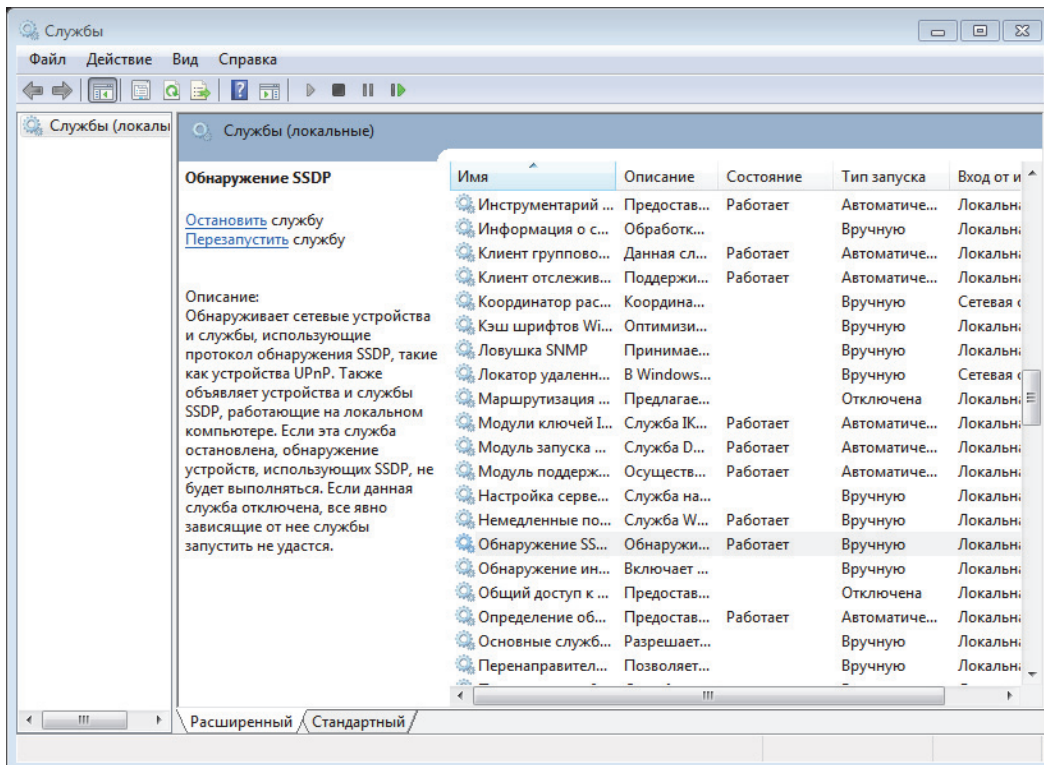 Службы
Файл Действие Вид Справка
Службы (локалы
Службы (локальные)
Обнаружение SSDP
Остановить службу
Перезапустить службу
Описание:
Обнаруживает сетевые устройства
и службы, использующие
протокол обнаружения SSDP, такие
как устройства UPnP. Также
объявляет устройства и службы
SSDP, работающие на локальном
компьютере. Если эта служба
остановлена, обнаружение
устройств, использующих SSDP, не
будет выполняться. Если данная
служба отключена, все явно
зависящие от нее службы
запустить не удастся.
Имя Описание Состояние Тип запуска Вход от и
Инструментарий ... Предостав... Работает Автоматиче... Локальн
Информация о с... Обработк... Вручную Локальн
Клиент группово... Данная сл... Работает Автоматиче... Локальн
Клиент отслежив... Поддержи... Работает Автоматиче... Локальн
Координатор рас... Координа... Вручную Сетевая с
Кэш шрифтов Wi... Оптимизи... Вручную Локальн
Ловушка SNMP Принимае... Вручную Локальн
Локатор удаленн... В Windows... Вручную Сетевая с
Маршрутизация ... Предлагае... Отключена Локальн
Модули ключей I... Служба IK... Работает Автоматиче... Локальн
Модуль запуска ... Служба D... Работает Автоматиче... Локальн
Модуль поддерж... Осуществ... Работает Автоматиче... Локальн
Настройка серве... Служба на... Вручную Локальн
Немедленные по... Служба W... Работает Вручную Локальн
Обнаружение SS... Обнаружи... Работает Вручную Локальн
Обнаружение ин... Включает ... Вручную Локальн
Общий доступ к ... Предостав... Отключена Локальн
Определение об... Предостав... Работает Автоматиче... Локальн
Основные служб... Разрешает... Вручную Локальн
Перенаправител... Позволяет... Вручную Локальн
Расширенный Стандартный